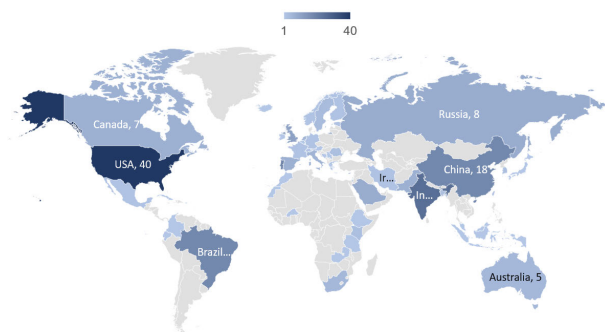 1 40
Canada, 7
Russia, 8
USA, 40
China, 18
Ir...
In...
Brazil...
Australia, 5